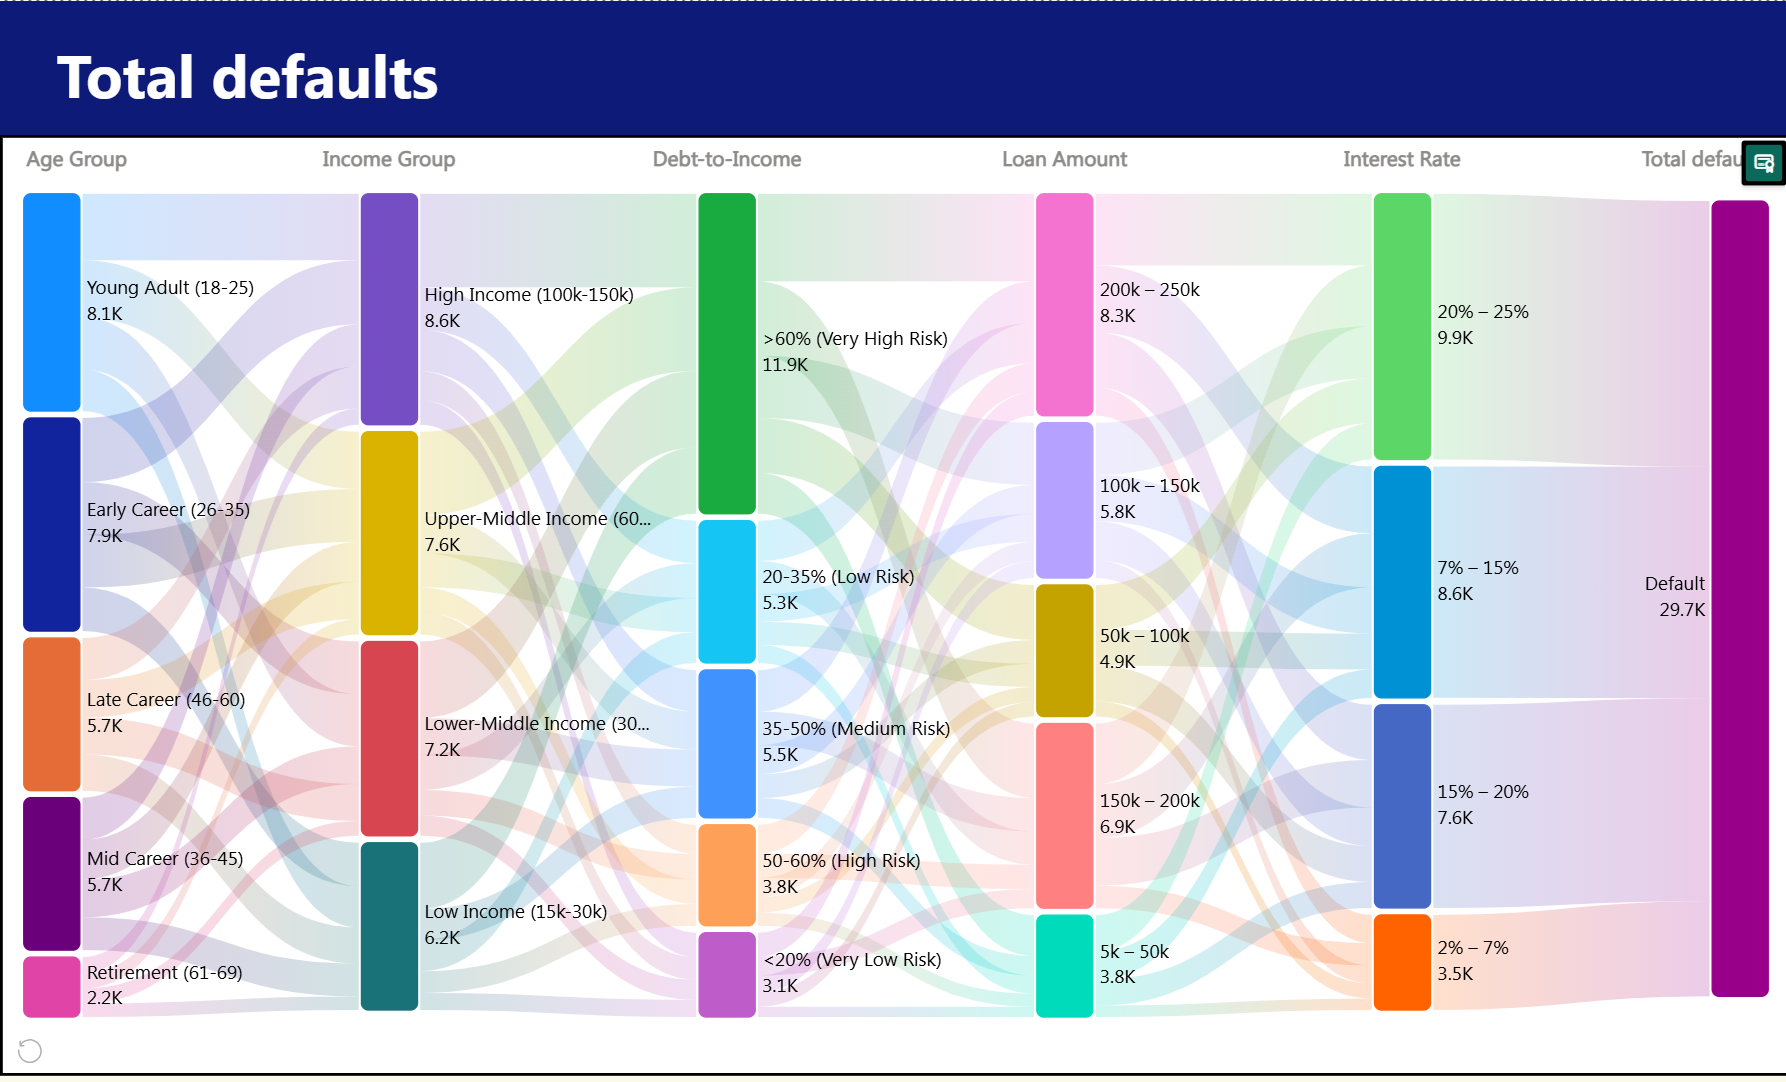 Total defaults
Age Group
Income Group
Debt-to-Income
Loan Amount
Interest Rate
Total defau
Young Adult (18-25)
8.1K
Early Career (26-35)
7.9K
Late Career (46-60)
5.7K
Mid Career (36-45)
5.7K
Retirement (61-69)
2.2K
High Income (100k-150k)
8.6K
Upper-Middle Income (60...
7.6K
Lower-Middle Income (30...
7.2K
Low Income (15k-30k)
6.2K
>60% (Very High Risk)
11.9K
20-35% (Low Risk)
5.3K
35-50% (Medium Risk)
5.5K
50-60% (High Risk)
3.8K
<20% (Very Low Risk)
3.1K
200k – 250k
8.3K
100k – 150k
5.8K
50k – 100k
4.9K
150k – 200k
6.9K
5k – 50k
3.8K
20% – 25%
9.9K
7% – 15%
8.6K
15% – 20%
7.6K
2% – 7%
3.5K
Default
29.7K